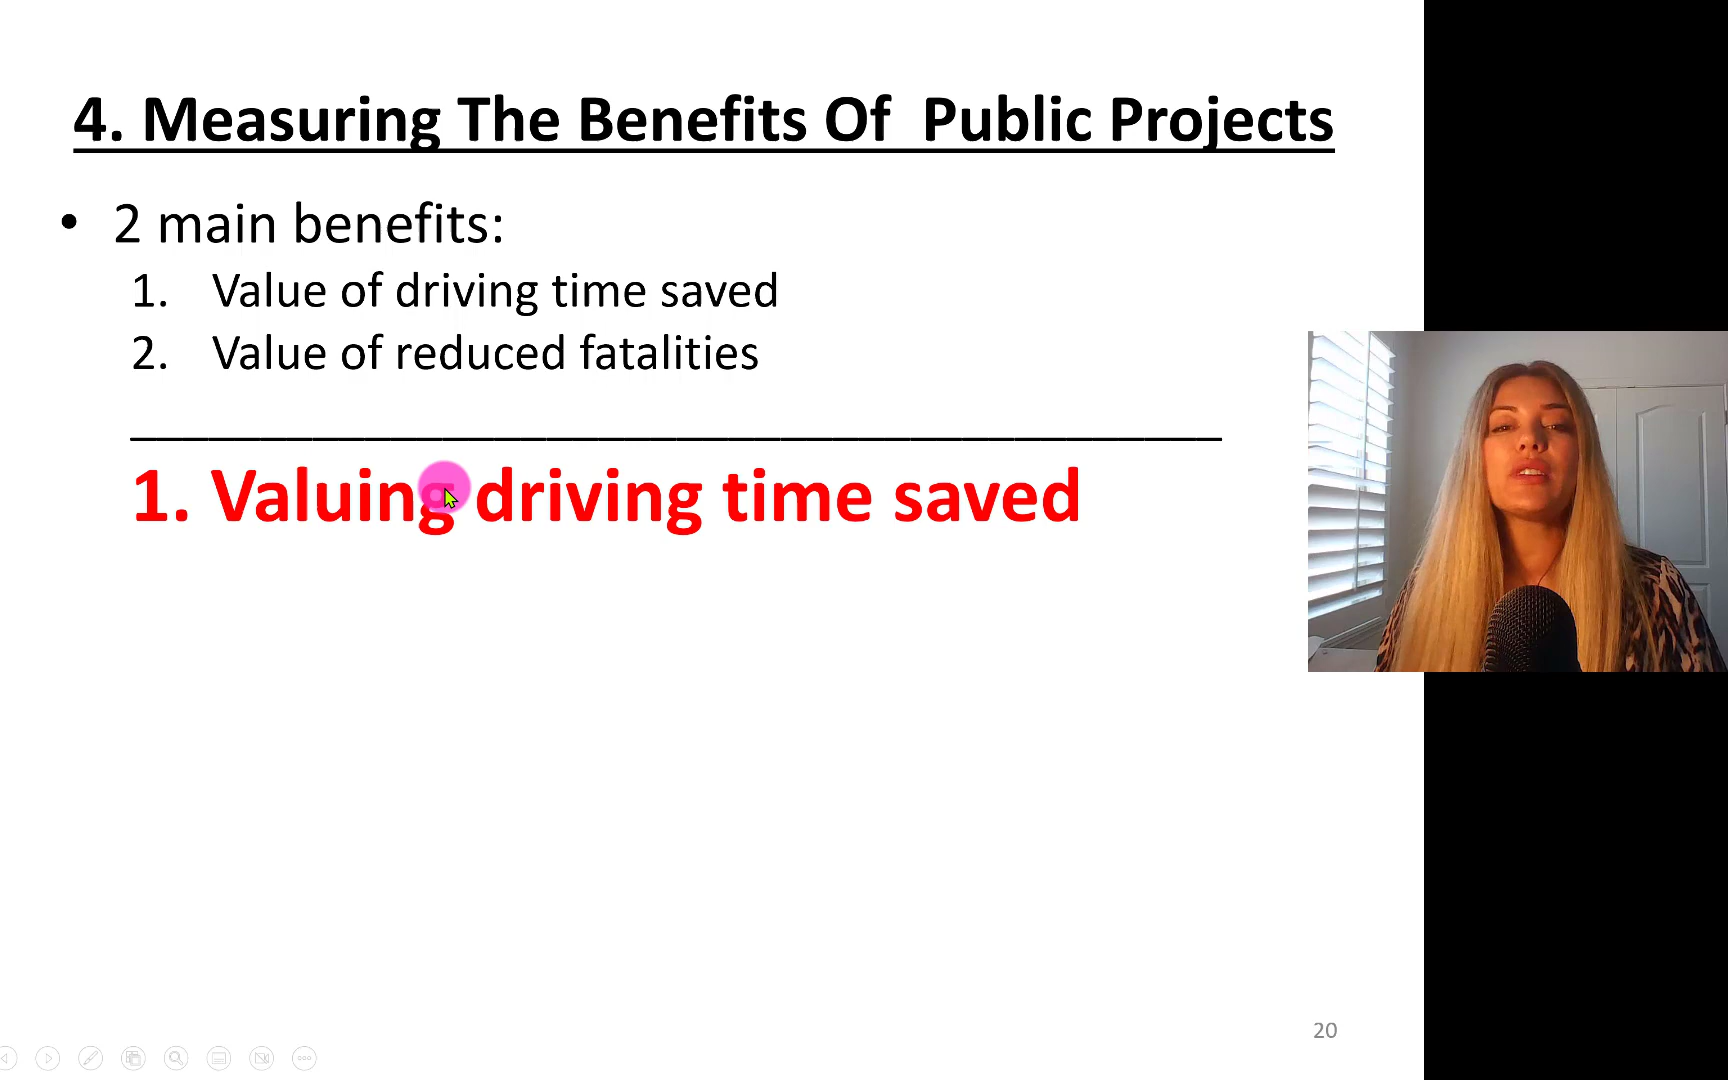 4. Measuring The Benefits Of  Public Projects
• 2 main benefits:
1. Value of driving time saved
2. Value of reduced fatalities
1. Valuing driving time saved
20